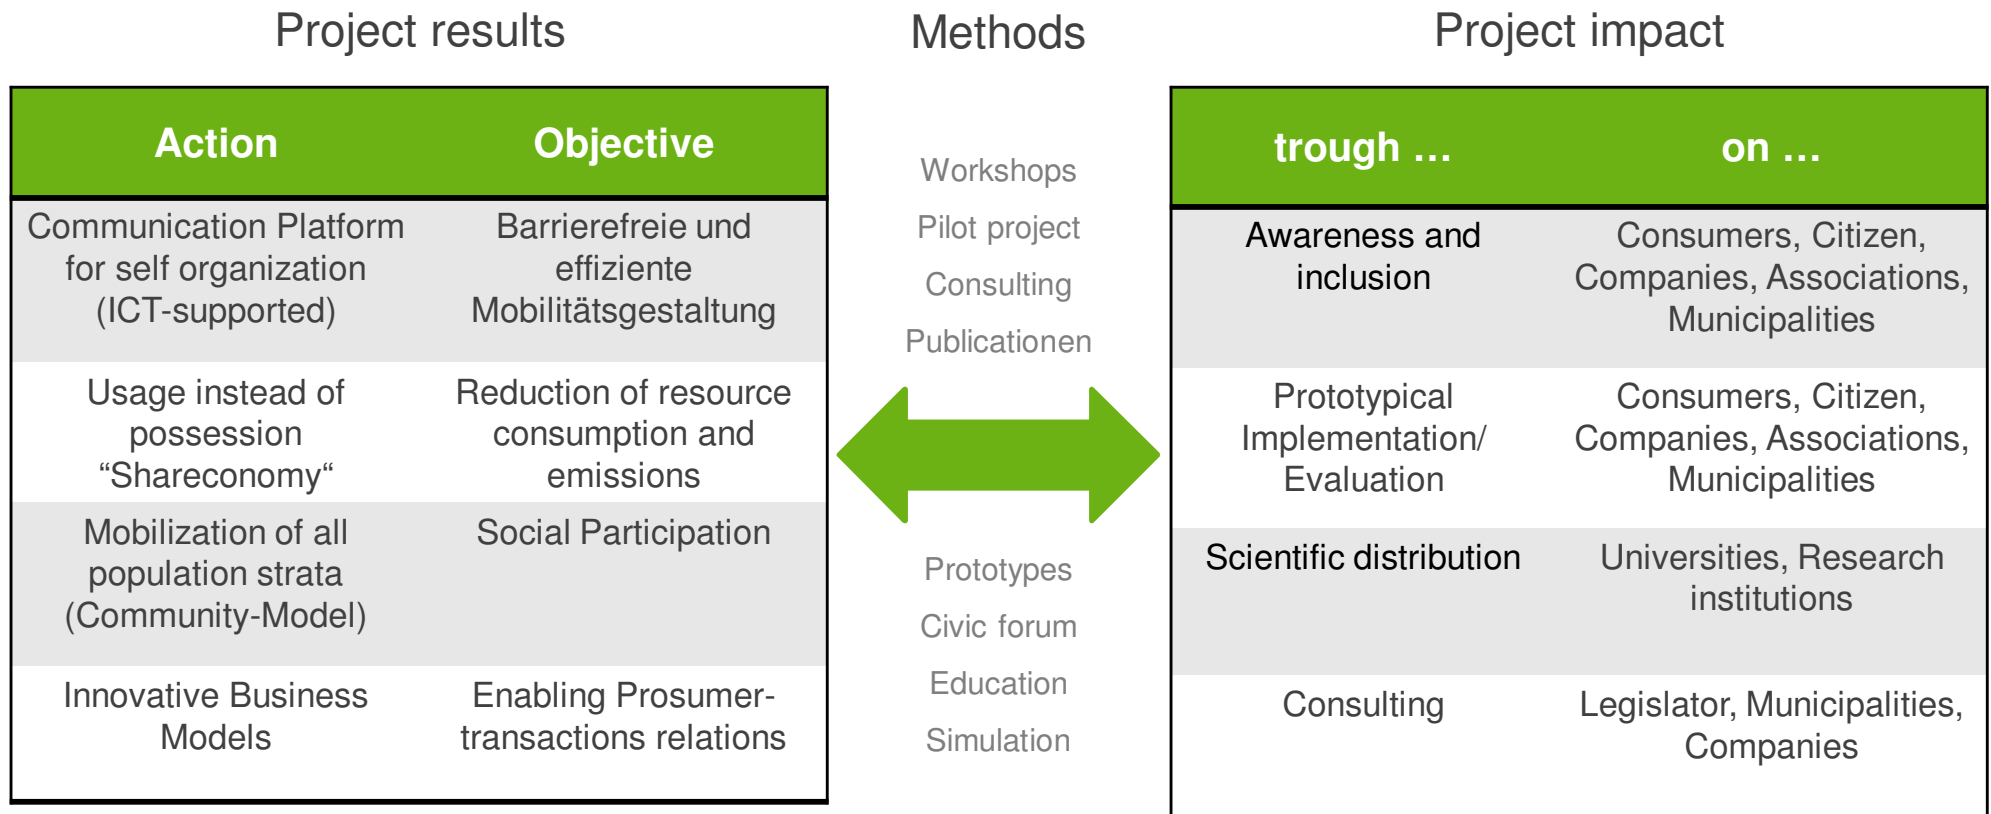 Project results
Methods
Project impact
Action
Objective
Communication Platform
for self organization
(ICT-supported)
Barrierefreie und
effiziente
Mobilitätsgestaltung
Usage instead of
possession
“Shareconomy“
Reduction of resource
consumption and
emissions
Mobilization of all
population strata
(Community-Model)
Social Participation
Innovative Business
Models
Enabling Prosumer-
transactions relations
Workshops
Pilot project
Consulting
Publicationen
Prototypes
Civic forum
Education
Simulation
trough …
on …
Awareness and
inclusion
Consumers, Citizen,
Companies, Associations,
Municipalities
Prototypical
Implementation/
Evaluation
Consumers, Citizen,
Companies, Associations,
Municipalities
Scientific distribution
Universities, Research
institutions
Consulting
Legislator, Municipalities,
Companies